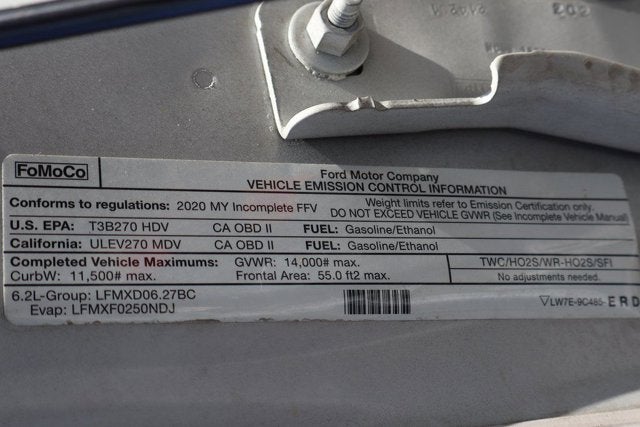 FoMoCo
Ford Motor Company
VEHICLE EMISSION CONTROL INFORMATION
Conforms to regulations: 2020 MY Incomplete FFV
Weight limits refer to Emission Certification only.
DO NOT EXCEED VEHICLE GVWR (See Incomplete Vehicle Manual)
U.S. EPA: T3B270 HDV CA OBD II FUEL: Gasoline/Ethanol
California: ULEV270 MDV CA OBD II FUEL: Gasoline/Ethanol
Completed Vehicle Maximums: GVWR: 14,000# max.
CurbW: 11,500# max. Frontal Area: 55.0 ft2 max.
TWC/HO2S/WR-HO2S/SFI
No adjustments needed.
6.2L-Group: LFMXD06.27BC
Evap: LFMXF0250NDJ
▽LW7E-9C485-ERD